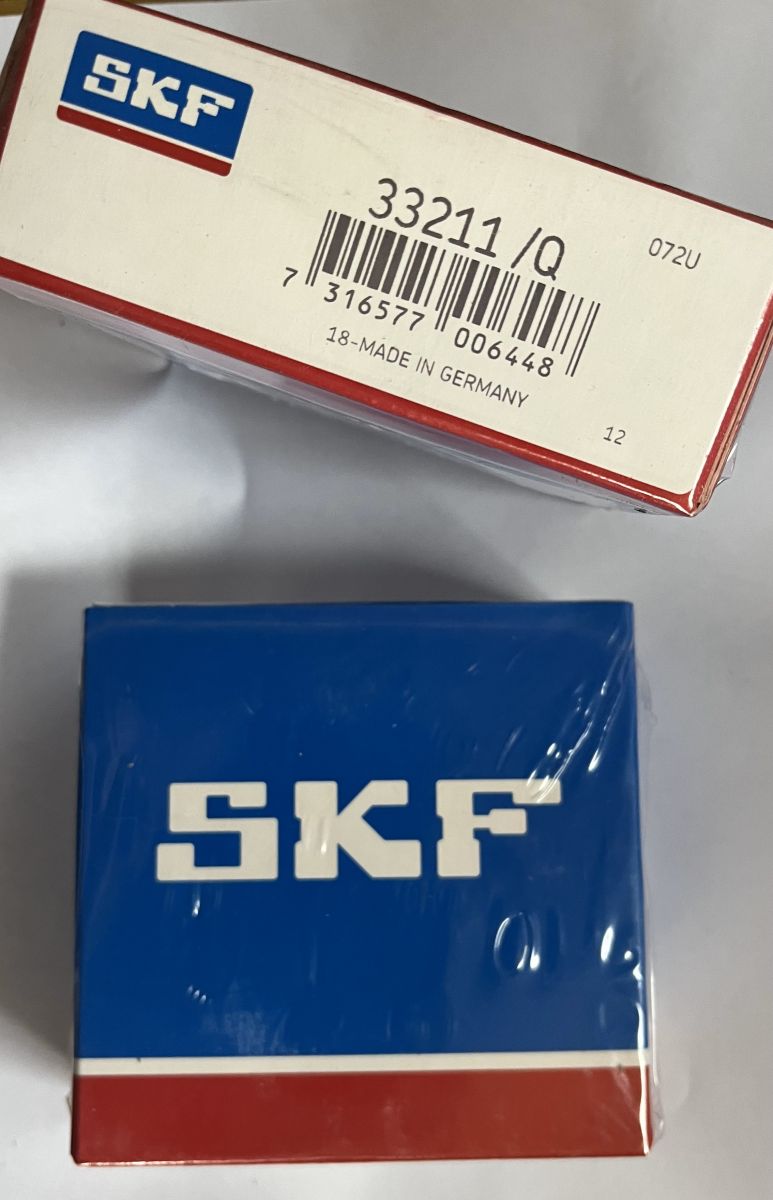 SKF
33211 /Q
072U
7 316577 006448
18-MADE IN GERMANY
12
SKF